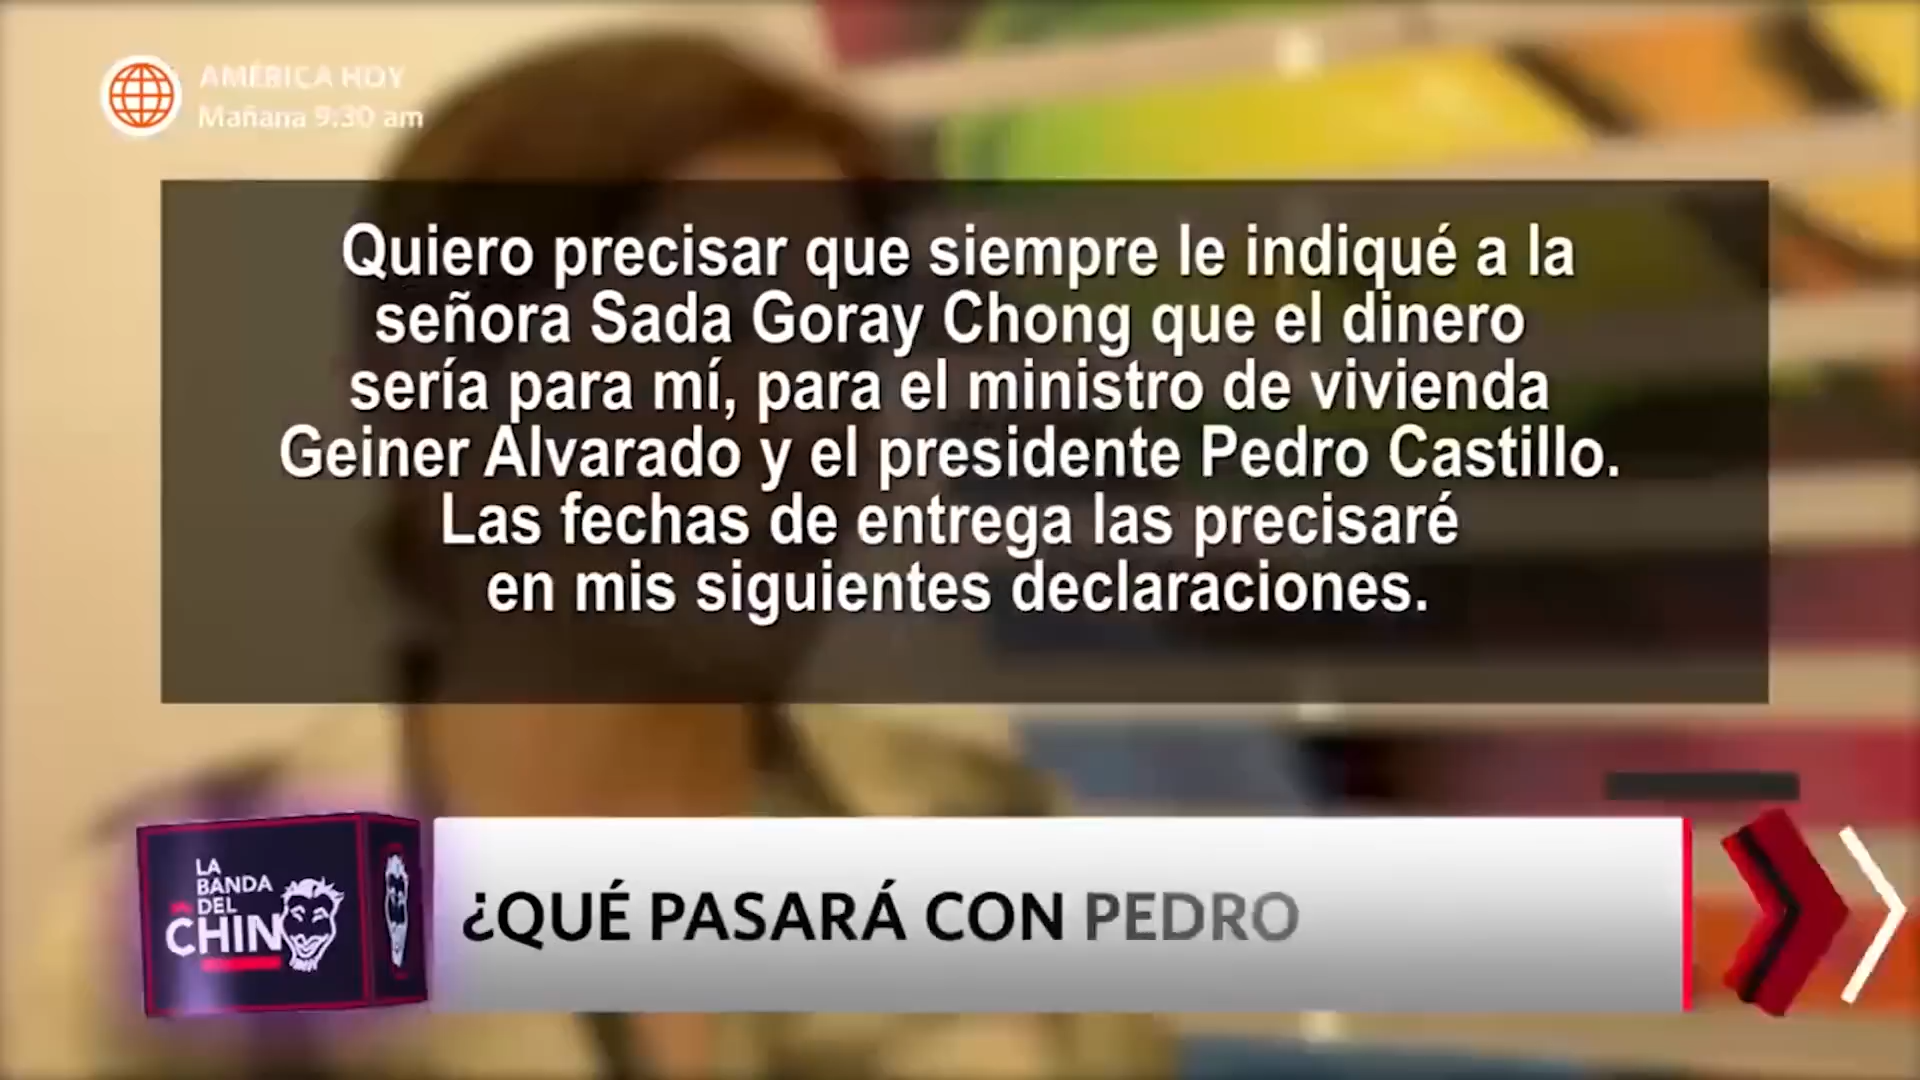 AMÉRICA HOY
Mañana 9:30 am
Quiero precisar que siempre le indiqué a la
señora Sada Goray Chong que el dinero
sería para mí, para el ministro de vivienda
Geiner Alvarado y el presidente Pedro Castillo.
Las fechas de entrega las precisaré
en mis siguientes declaraciones.
LA
BANDA
DEL
CHINO
¿QUÉ PASARÁ CON PEDRO